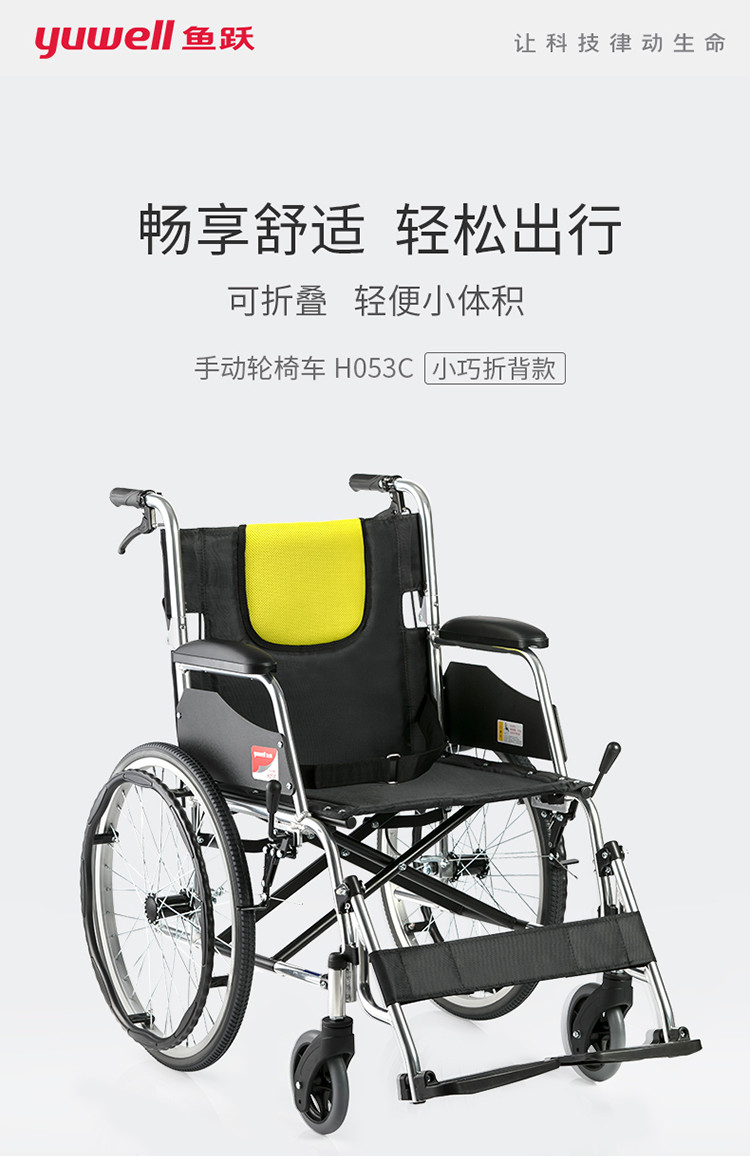 yuwell 鱼跃
让科技律动生命
畅享舒适 轻松出行
可折叠 轻便小体积
手动轮椅车 H053C 小巧折背款
yuwell